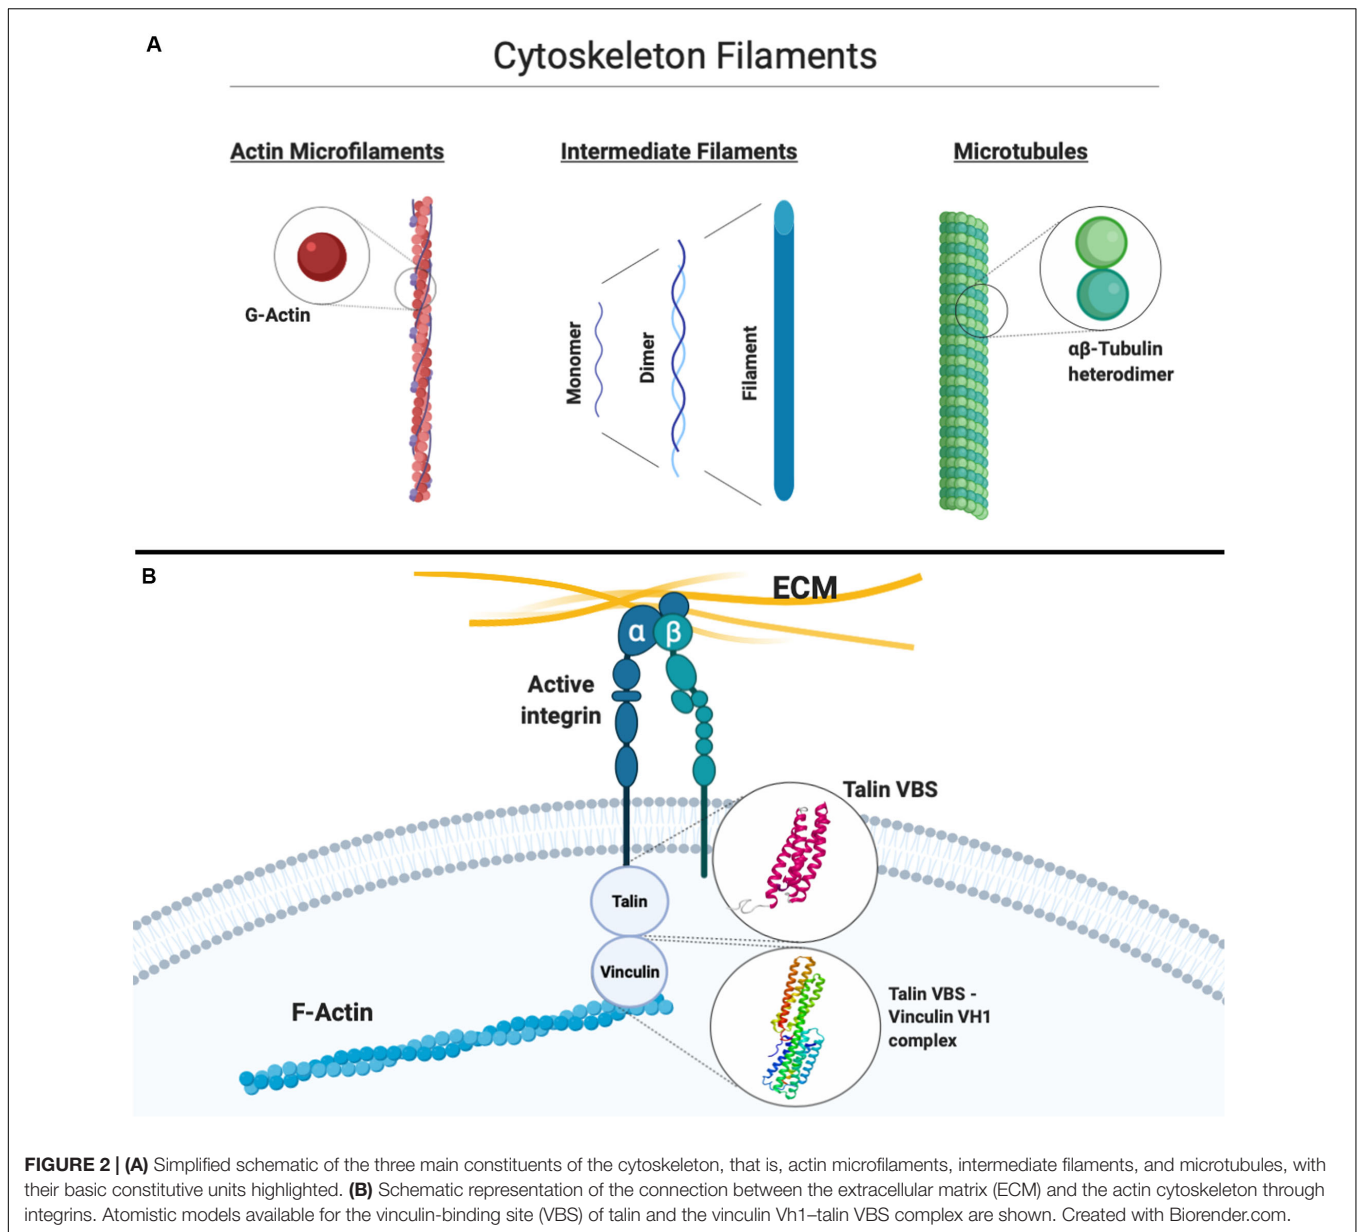 A
Cytoskeleton Filaments
Actin Microfilaments
Intermediate Filaments
Microtubules
G-Actin
Monomer
Dimer
Filament
αβ-Tubulin
heterodimer
B
ECM
α
β
Active
integrin
Talin VBS
Talin
Vinculin
F-Actin
Talin VBS -
Vinculin VH1
complex
FIGURE 2 | (A) Simplified schematic of the three main constituents of the cytoskeleton, that is, actin microfilaments, intermediate filaments, and microtubules, with
their basic constitutive units highlighted. (B) Schematic representation of the connection between the extracellular matrix (ECM) and the actin cytoskeleton through
integrins. Atomistic models available for the vinculin-binding site (VBS) of talin and the vinculin Vh1–talin VBS complex are shown. Created with Biorender.com.